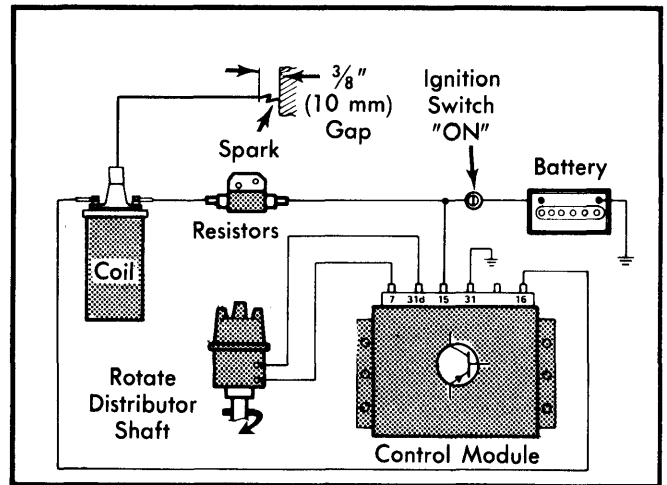 3/8"
(10 mm)
Gap
Spark
Ignition
Switch
"ON"
Battery
Resistors
Coil
7 31d 15 31 16
Rotate
Distributor
Shaft
Control Module